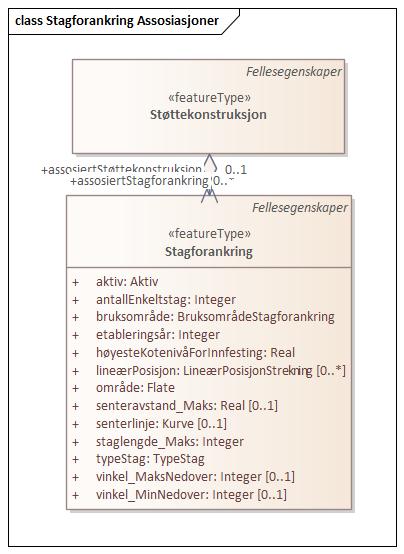 class Stagforankring Assosiasjoner
Fellesegenskaper
«featureType»
Støttekonstruksjon
+assosiertStøttekonstruksjon 0..1
+assosiertStagforankring 0..*
Fellesegenskaper
«featureType»
Stagforankring
+ aktiv: Aktiv
+ antallEnkeltstag: Integer
+ bruksområde: BruksområdeStagforankring
+ etableringsår: Integer
+ høyesteKotenivåForInnfesting: Real
+ lineærPosisjon: LineærPosisjonStrekning [0..*]
+ område: Flate
+ senteravstand_Maks: Real [0..1]
+ senterlinje: Kurve [0..1]
+ staglengde_Maks: Integer
+ typeStag: TypeStag
+ vinkel_MaksNedover: Integer [0..1]
+ vinkel_MinNedover: Integer [0..1]